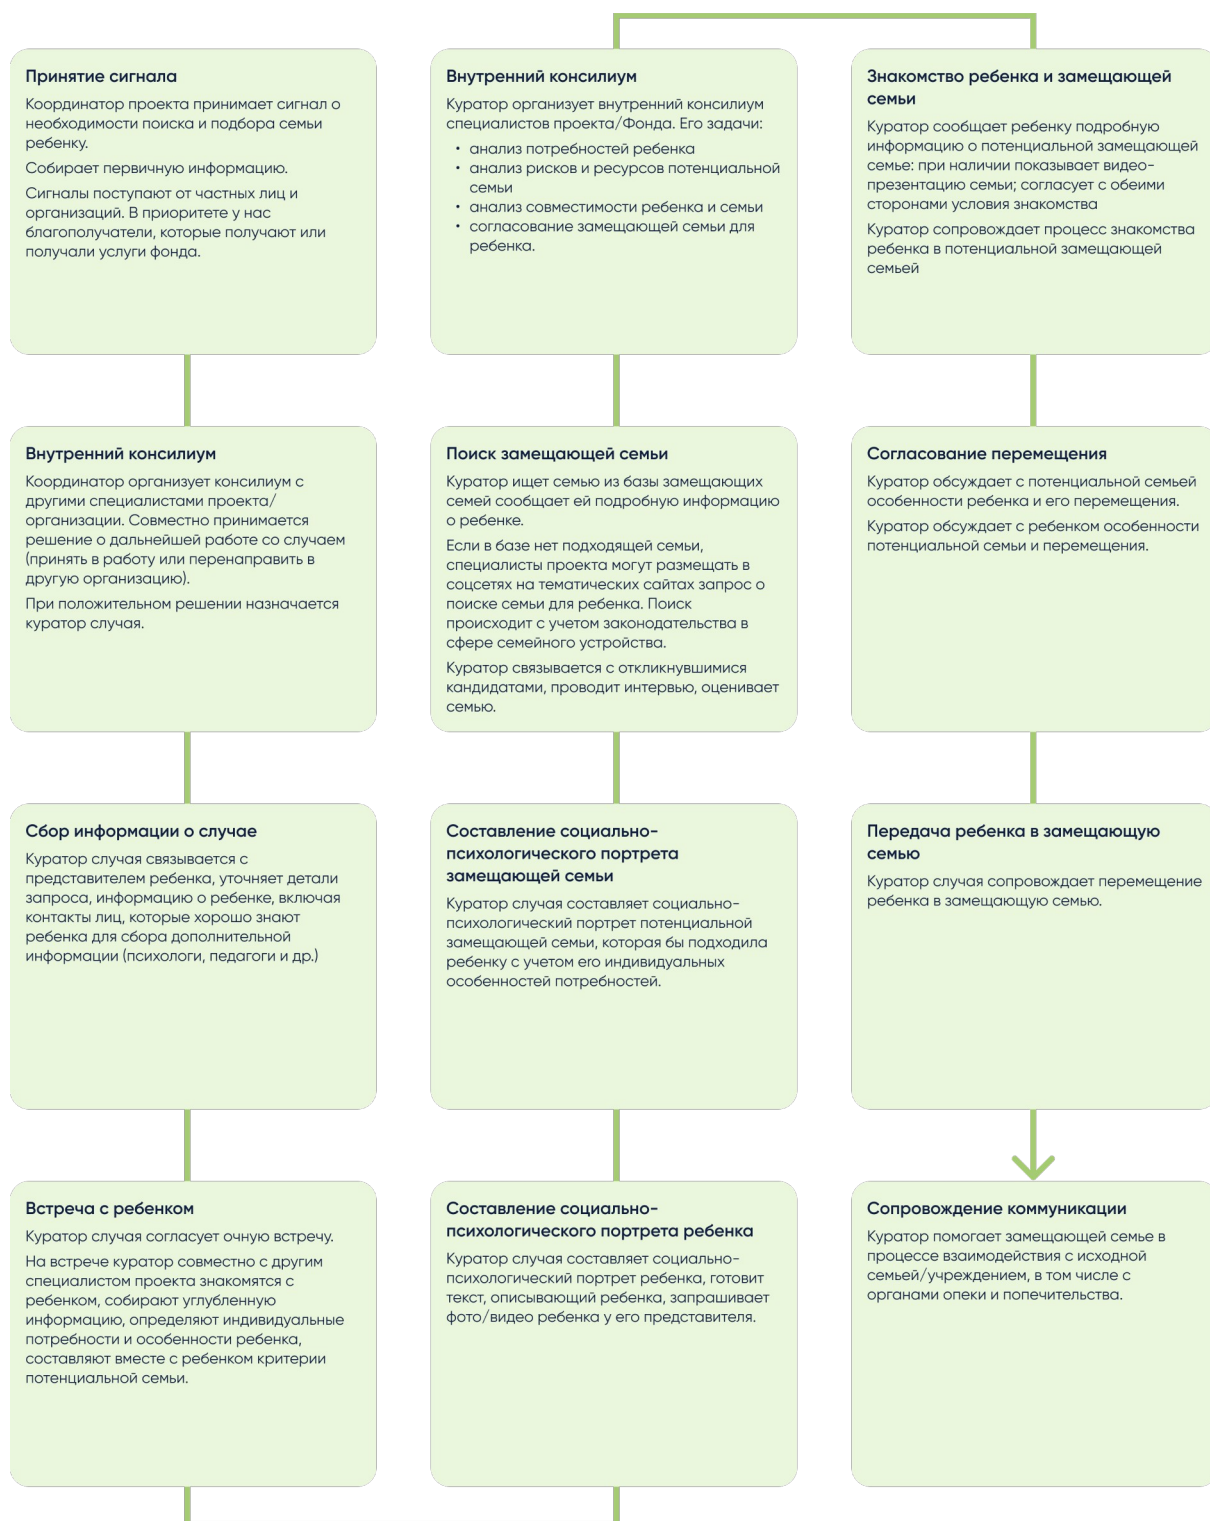 Принятие сигнала
Координатор проекта принимает сигнал о
необходимости поиска и подбора семьи
ребенку.
Собирает первичную информацию.
Сигналы поступают от частных лиц и
организаций. В приоритете у нас
благополучатели, которые получают или
получали услуги фонда.
Внутренний консилиум
Координатор организует консилиум с
другими специалистами проекта/
организации. Совместно принимается
решение о дальнейшей работе со случаем
(принять в работу или перенаправить в
другую организацию).
При положительном решении назначается
куратор случая.
Сбор информации о случае
Куратор случая связывается с
представителем ребенка, уточняет детали
запроса, информацию о ребенке, включая
контакты лиц, которые хорошо знают
ребенка для сбора дополнительной
информации (психологи, педагоги и др.)
Встреча с ребенком
Куратор случая согласует очную встречу.
На встрече куратор совместно с другим
специалистом проекта знакомятся с
ребенком, собирают углубленную
информацию, определяют индивидуальные
потребности и особенности ребенка,
составляют вместе с ребенком критерии
потенциальной семьи.
Внутренний консилиум
Куратор организует внутренний консилиум
специалистов проекта/Фонда. Его задачи:
• анализ потребностей ребенка
• анализ рисков и ресурсов потенциальной
семьи
• анализ совместимости ребенка и семьи
• согласование замещающей семьи для
ребенка.
Поиск замещающей семьи
Куратор ищет семью из базы замещающих
семей сообщает ей подробную информацию
о ребенке.
Если в базе нет подходящей семьи,
специалисты проекта могут размещать в
соцсетях на тематических сайтах запрос о
поиске семьи для ребенка. Поиск
происходит с учетом законодательства в
сфере семейного устройства.
Куратор связывается с откликнувшимися
кандидатами, проводит интервью, оценивает
семью.
Составление социально-
психологического портрета
замещающей семьи
Куратор случая составляет социально-
психологический портрет потенциальной
замещающей семьи, которая бы подходила
ребенку с учетом его индивидуальных
особенностей потребностей.
Составление социально-
психологического портрета ребенка
Куратор случая составляет социально-
психологический портрет ребенка, готовит
текст, описывающий ребенка, запрашивает
фото/видео ребенка у его представителя.
Знакомство ребенка и замещающей
семьи
Куратор сообщает ребенку подробную
информацию о потенциальной замещающей
семье: при наличии показывает видео-
презентацию семьи; согласует с обеими
сторонами условия знакомства
Куратор сопровождает процесс знакомства
ребенка в потенциальной замещающей
семьей
Согласование перемещения
Куратор обсуждает с потенциальной семьей
особенности ребенка и его перемещения.
Куратор обсуждает с ребенком особенности
потенциальной семьи и перемещения.
Передача ребенка в замещающую
семью
Куратор случая сопровождает перемещение
ребенка в замещающую семью.
Сопровождение коммуникации
Куратор помогает замещающей семье в
процессе взаимодействия с исходной
семьей/учреждением, в том числе с
органами опеки и попечительства.